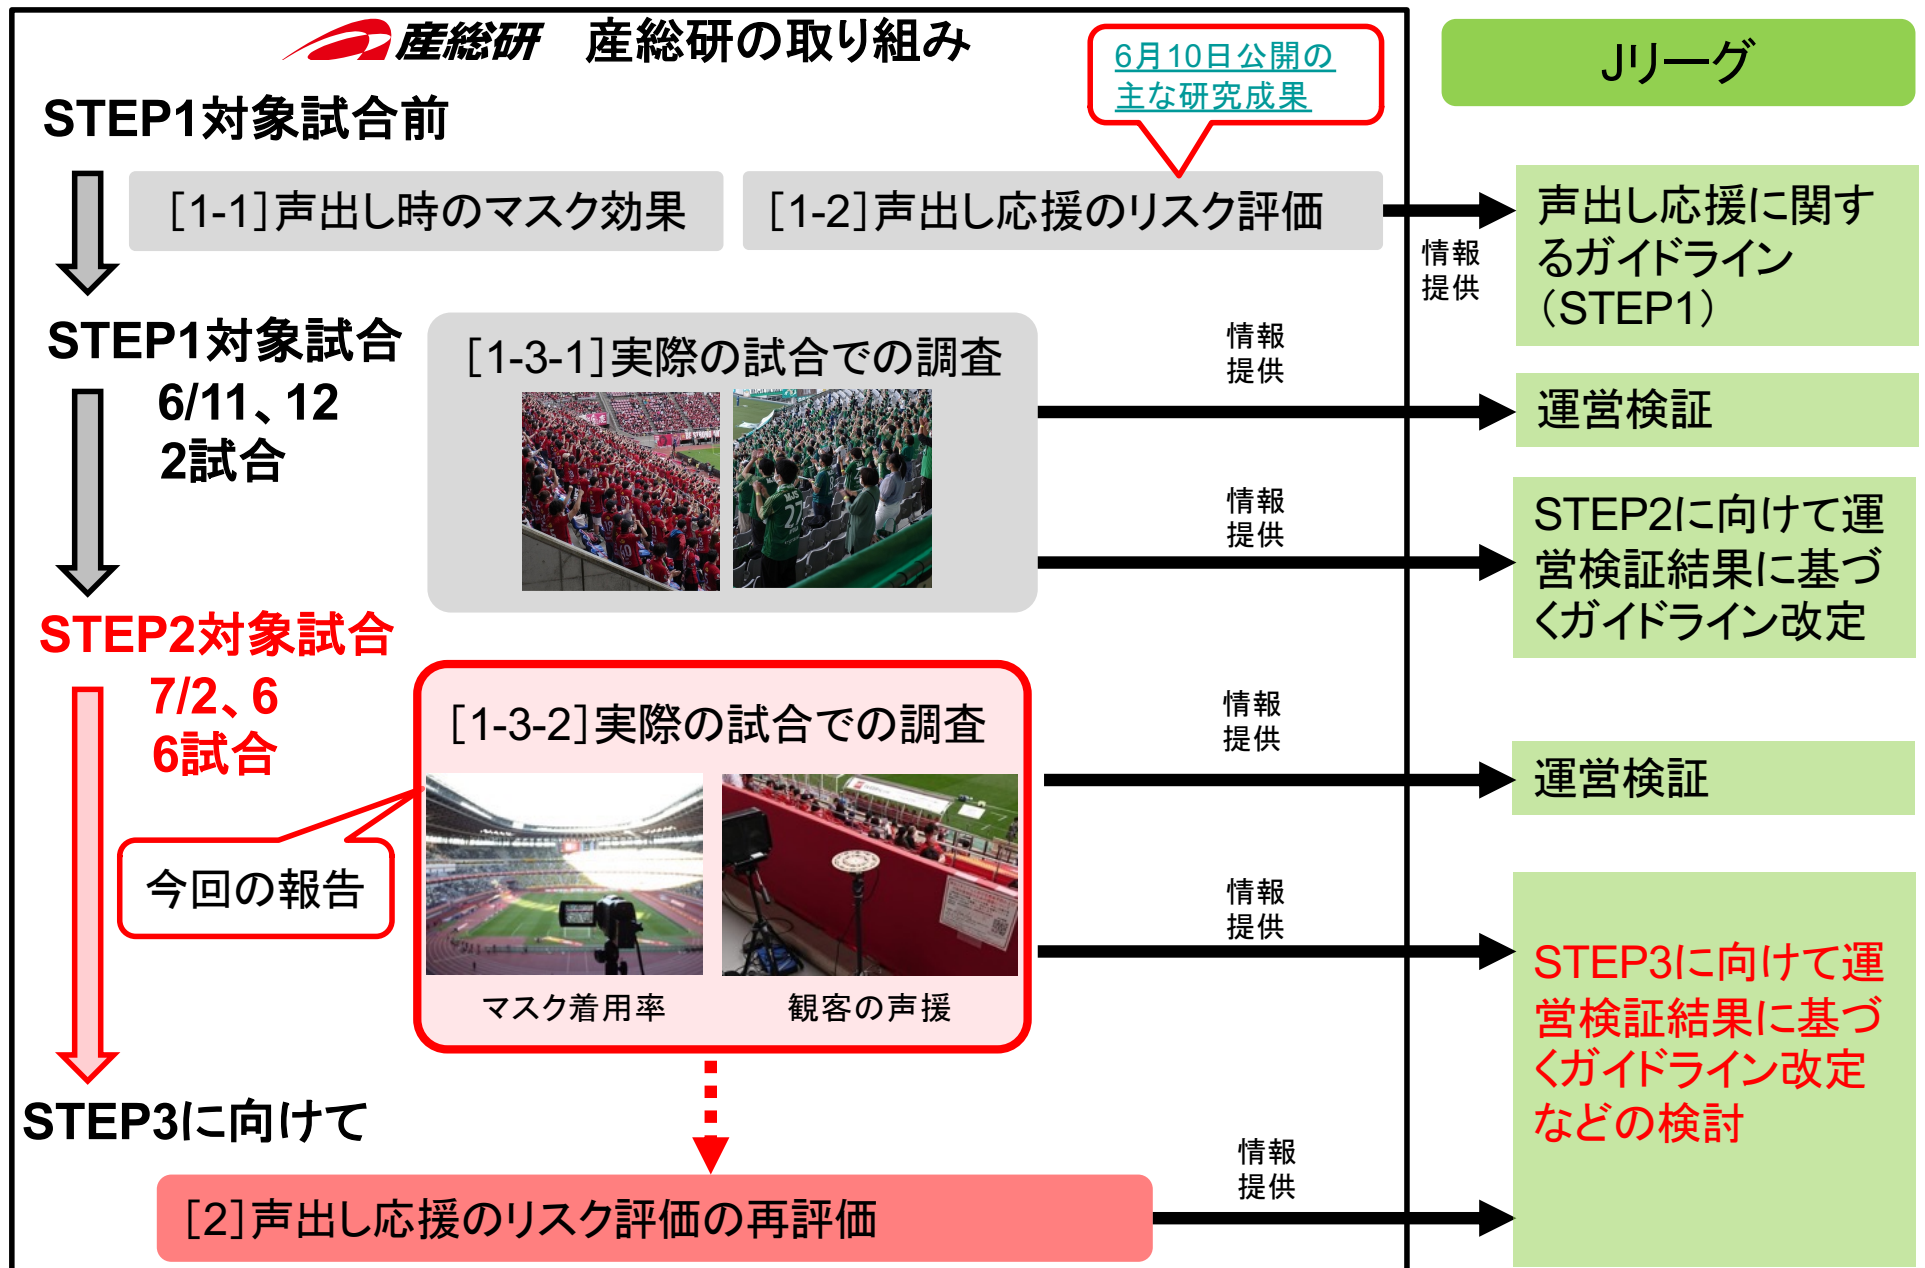 産総研 産総研の取り組み
6月10日公開の
主な研究成果
Jリーグ
STEP1対象試合前
[1-1]声出し時のマスク効果
[1-2]声出し応援のリスク評価
情報
提供
声出し応援に関す
るガイドライン
（STEP1）
STEP1対象試合
6/11、12
2試合
[1-3-1]実際の試合での調査
情報
提供
運営検証
情報
提供
STEP2に向けて運
営検証結果に基づ
くガイドライン改定
STEP2対象試合
7/2、6
6試合
[1-3-2]実際の試合での調査
情報
提供
運営検証
今回の報告
マスク着用率
観客の声援
情報
提供
STEP3に向けて運
営検証結果に基づ
くガイドライン改定
などの検討
STEP3に向けて
情報
提供
[2]声出し応援のリスク評価の再評価
MJS
27